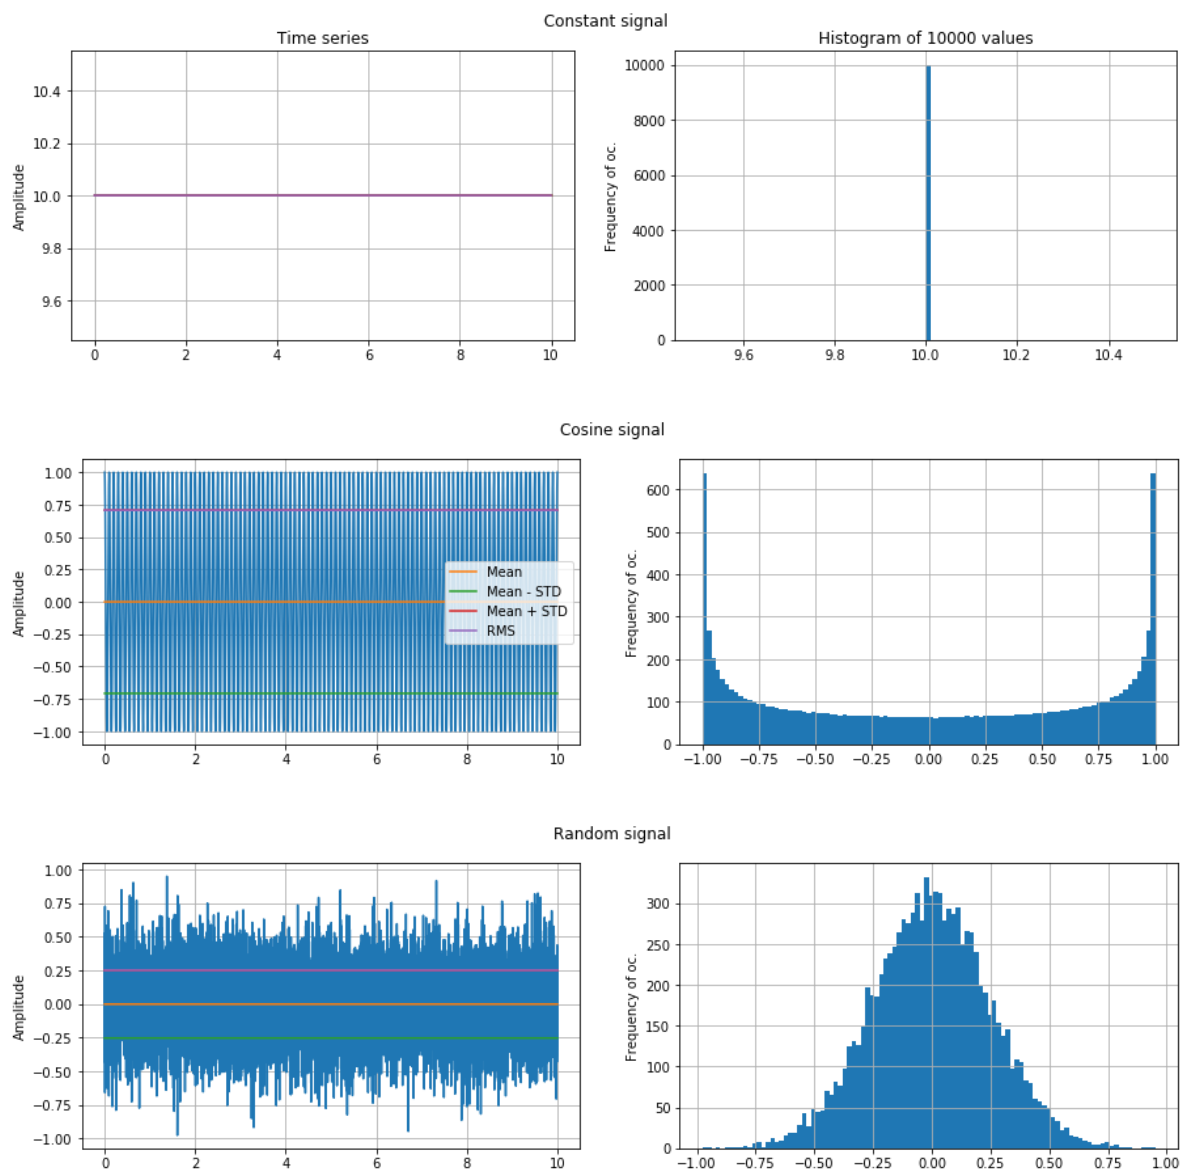 Constant signal
Time series
Histogram of 10000 values
Amplitude
10.4
10.2
10.0
9.8
9.6
0 2 4 6 8 10
Frequency of oc.
10000
8000
6000
4000
2000
0
9.6 9.8 10.0 10.2 10.4
Cosine signal
Amplitude
1.00
0.75
0.50
0.25
0.00
−0.25
−0.50
−0.75
−1.00
0 2 4 6 8 10
Mean
Mean - STD
Mean + STD
RMS
Frequency of oc.
600
500
400
300
200
100
0
−1.00 −0.75 −0.50 −0.25 0.00 0.25 0.50 0.75 1.00
Random signal
Amplitude
1.00
0.75
0.50
0.25
0.00
−0.25
−0.50
−0.75
−1.00
0 2 4 6 8 10
Frequency of oc.
300
250
200
150
100
50
0
−1.00 −0.75 −0.50 −0.25 0.00 0.25 0.50 0.75 1.00